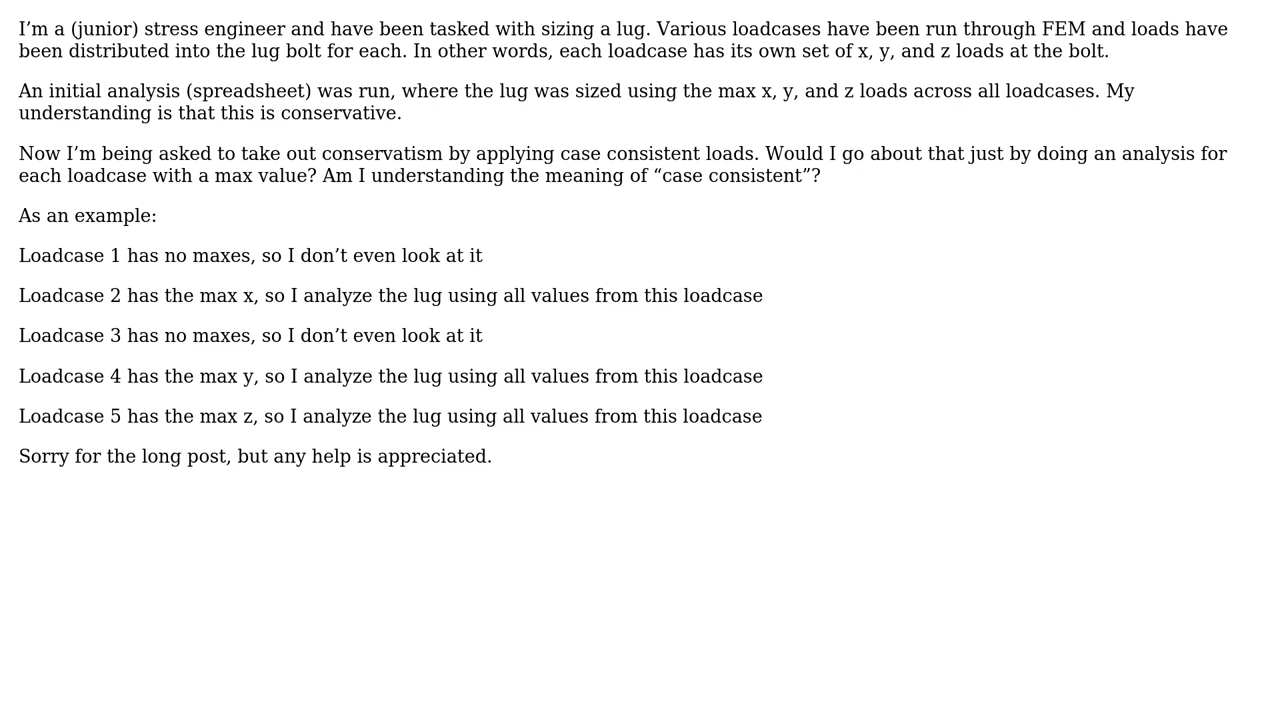 I’m a (junior) stress engineer and have been tasked with sizing a lug. Various loadcases have been run through FEM and loads have
been distributed into the lug bolt for each. In other words, each loadcase has its own set of x, y, and z loads at the bolt.
An initial analysis (spreadsheet) was run, where the lug was sized using the max x, y, and z loads across all loadcases. My
understanding is that this is conservative.
Now I’m being asked to take out conservatism by applying case consistent loads. Would I go about that just by doing an analysis for
each loadcase with a max value? Am I understanding the meaning of “case consistent”?
As an example:
Loadcase 1 has no maxes, so I don’t even look at it
Loadcase 2 has the max x, so I analyze the lug using all values from this loadcase
Loadcase 3 has no maxes, so I don’t even look at it
Loadcase 4 has the max y, so I analyze the lug using all values from this loadcase
Loadcase 5 has the max z, so I analyze the lug using all values from this loadcase
Sorry for the long post, but any help is appreciated.